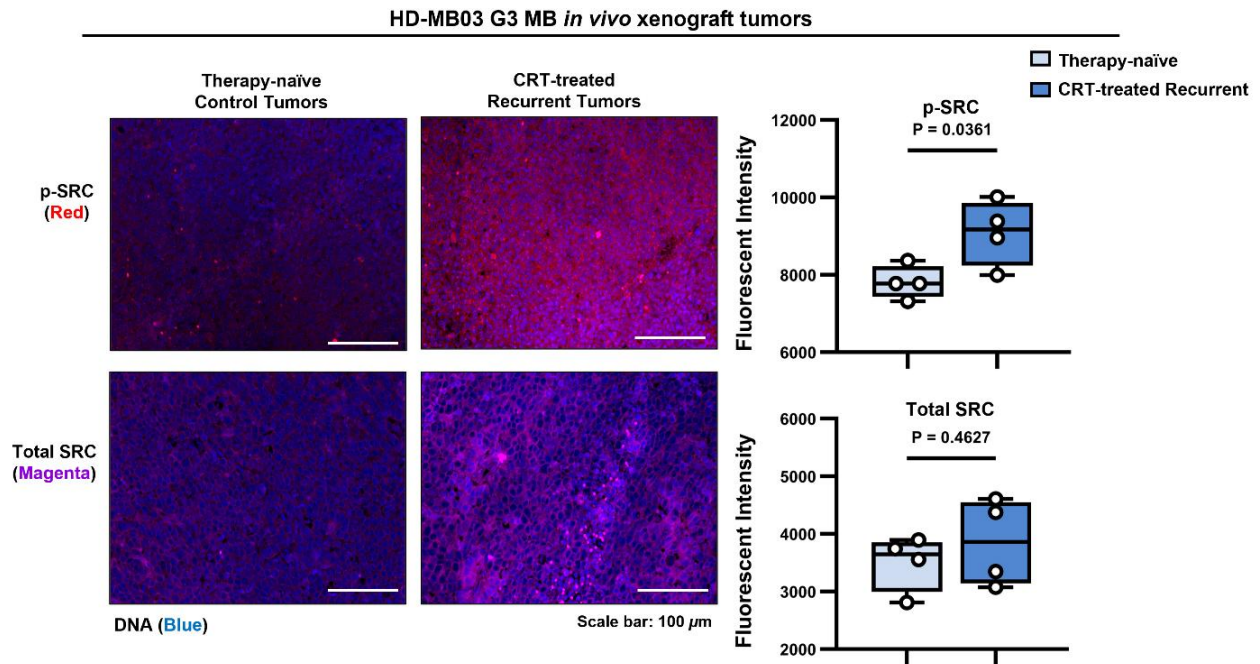 HD-MB03 G3 MB in vivo xenograft tumors
Therapy-naïve
Control Tumors
CRT-treated
Recurrent Tumors
Therapy-naïve
CRT-treated Recurrent
p-SRC
(Red)
Total SRC
(Magenta)
DNA (Blue)
Scale bar: 100 µm
p-SRC
P = 0.0361
Fluorescent Intensity
12000
10000
8000
6000
Total SRC
P = 0.4627
Fluorescent Intensity
6000
5000
4000
3000
2000